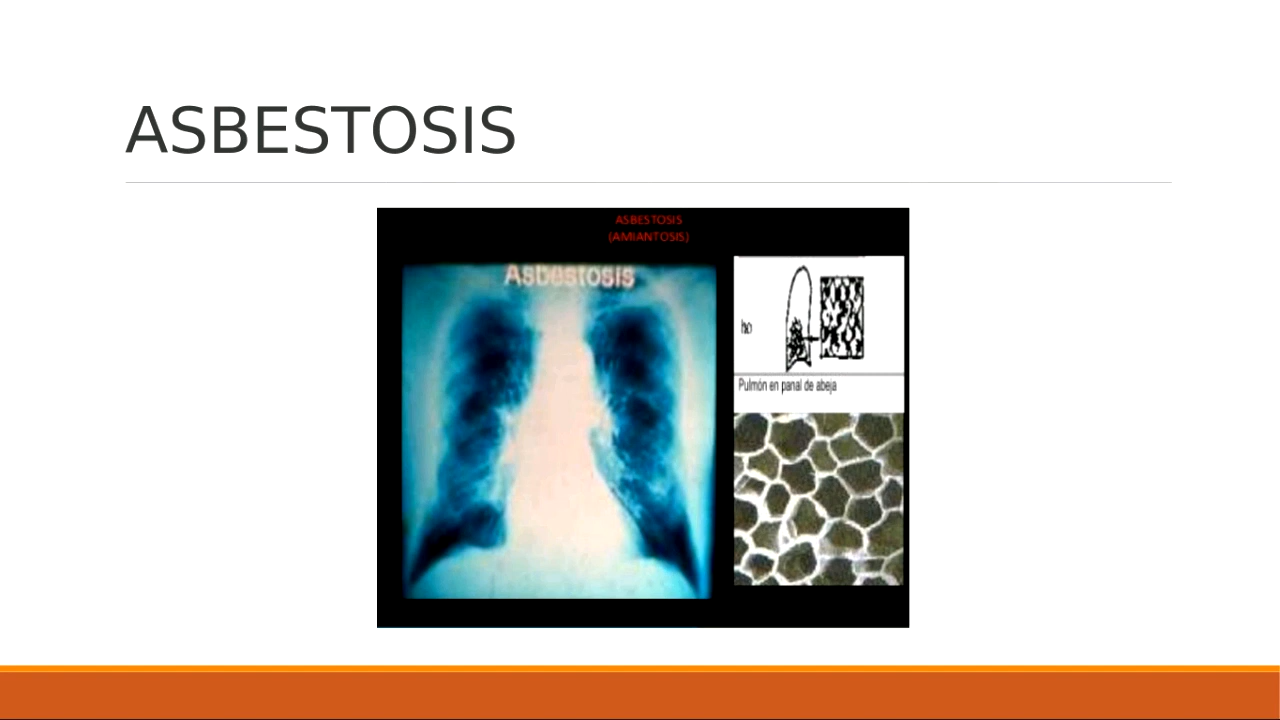 ASBESTOSIS
ASBESTOSIS
(AMIANTOSIS)
Asbestosis
Pulmón en panal de abeja